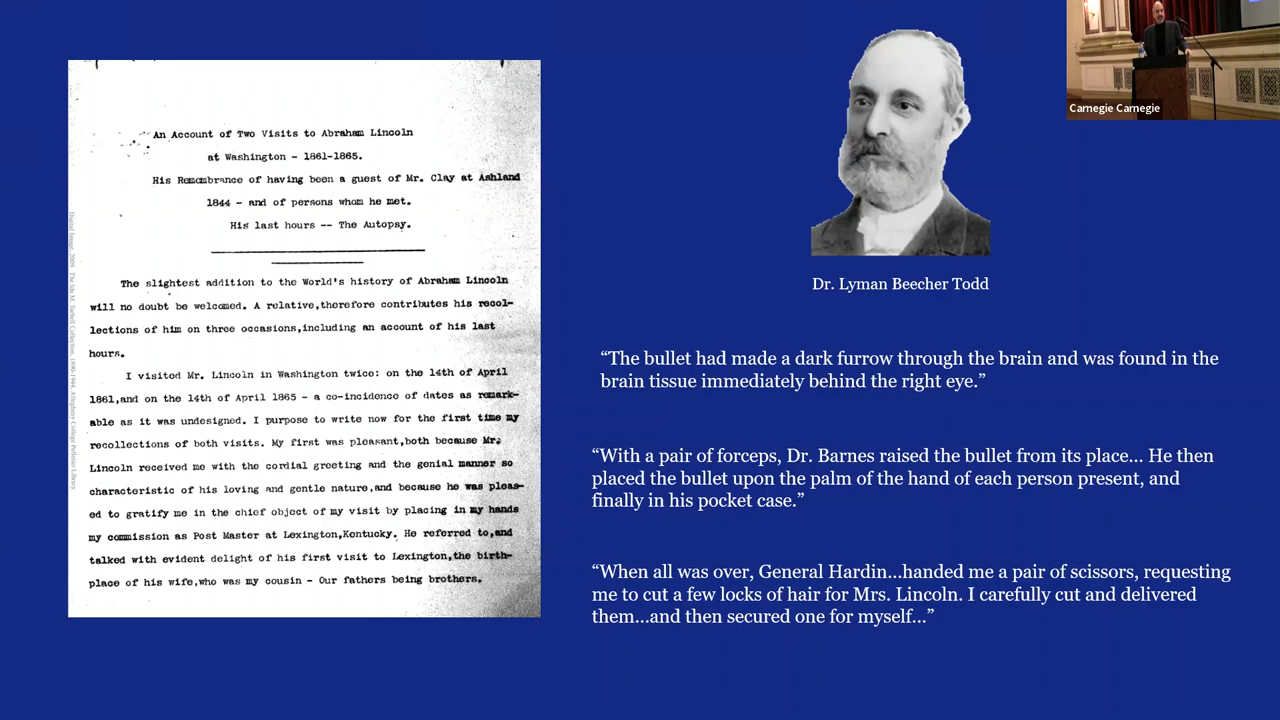 An Account of Two Visits to Abraham Lincoln
at Washington - 1861-1865.
His Remembrance of having been a guest of Mr. Clay at Ashland
1844 - and of persons whom he met.
His last hours -- The Autopsy.
The slightest addition to the World's history of Abraham Lincoln
will no doubt be welcomed. A relative,therefore contributes his recol-
lections of him on three occasions,including an account of his last
hours.
I visited Mr. Lincoln in Washington twice: on the 14th of April
1861,and on the 14th of April 1865 - a co-incidence of dates as remark-
able as it was undesigned. I purpose to write now for the first time my
recollections of both visits. My first was pleasant,both because Mr.
Lincoln received me with the cordial greeting and the genial manner so
characteristic of his loving and gentle nature,and because he was pleas-
ed to gratify me in the chief object of my visit by placing in my hands
my commission as Post Master at Lexington,Kentucky. He referred to,and
talked with evident delight of his first visit to Lexington,the birth-
place of his wife,who was my cousin - Our fathers being brothers.
Dr. Lyman Beecher Todd
“The bullet had made a dark furrow through the brain and was found in the
brain tissue immediately behind the right eye.”
“With a pair of forceps, Dr. Barnes raised the bullet from its place... He then
placed the bullet upon the palm of the hand of each person present, and
finally in his pocket case.”
“When all was over, General Hardin...handed me a pair of scissors, requesting
me to cut a few locks of hair for Mrs. Lincoln. I carefully cut and delivered
them...and then secured one for myself...”
Carnegie Carnegie